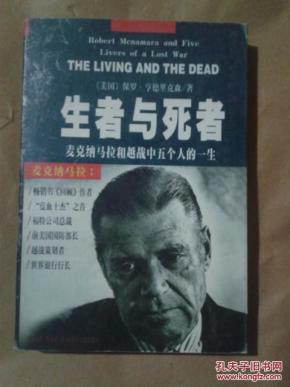 Robert Mcnamara and Five
Livers of a Lost War
THE LIVING AND THE DEAD
〔美国〕保罗·亨德里克森/著
生者与死者
麦克纳马拉和越战中五个人的一生
麦克纳马拉：
/畅销书《回顾》作者
/“蓝血十杰”之首
/福特公司总裁
/前美国国防部长
/越战策划者
/世界银行行长
孔夫子旧书网